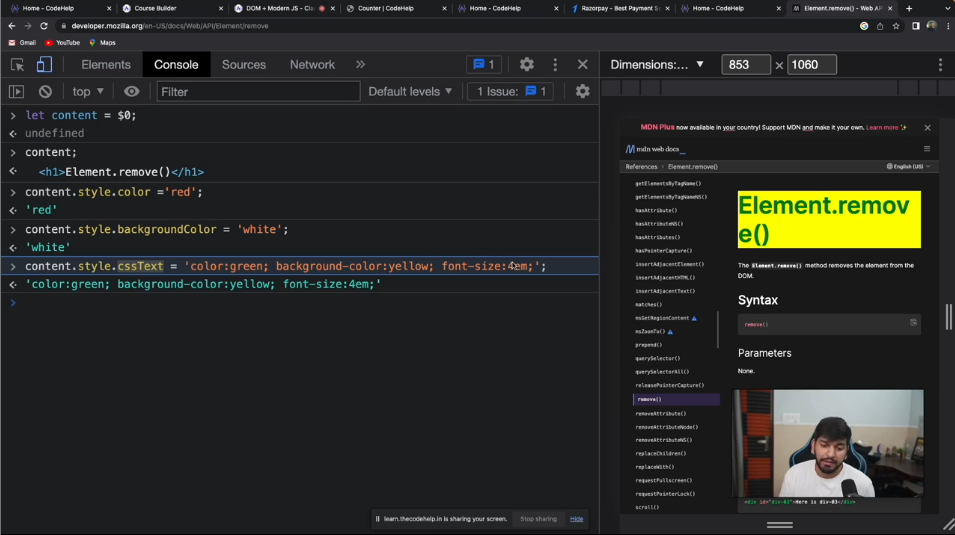 Home - CodeHelp
Course Builder
DOM + Modern JS - Cla
Counter | CodeHelp
Home - CodeHelp
Razorpay - Best Payment S
Home - CodeHelp
Element.remove() - Web API
developer.mozilla.org/en-US/docs/Web/API/Element/remove
Gmail YouTube Maps
Elements Console Sources Network 1
Dimensions:... 853 × 1060
top Filter Default levels 1 Issue: 1
let content = $0;
undefined
content;
<h1>Element.remove()</h1>
content.style.color ='red';
'red'
content.style.backgroundColor = 'white';
'white'
content.style.cssText = 'color:green; background-color:yellow; font-size:4em;';
'color:green; background-color:yellow; font-size:4em;'
MDN Plus now available in your country! Support MDN and make it your own. Learn more ✨
mdn web docs_
References Element.remove() English (US)
getElementsByTagName()
getElementsByTagNameNS()
hasAttribute()
hasAttributeNS()
hasAttributes()
hasPointerCapture()
insertAdjacentElement()
insertAdjacentHTML()
insertAdjacentText()
matches()
msGetRegionContent
msZoomTo()
prepend()
querySelector()
querySelectorAll()
releasePointerCapture()
remove()
removeAttribute()
removeAttributeNode()
removeAttributeNS()
replaceChildren()
replaceWith()
requestFullscreen()
requestPointerLock()
scroll()
Element.remov
e()
The Element.remove() method removes the element from the
DOM.
Syntax
remove()
Parameters
None.
<div id="div-03">Here is div-03</div>
learn.thecodehelp.in is sharing your screen. Stop sharing Hide